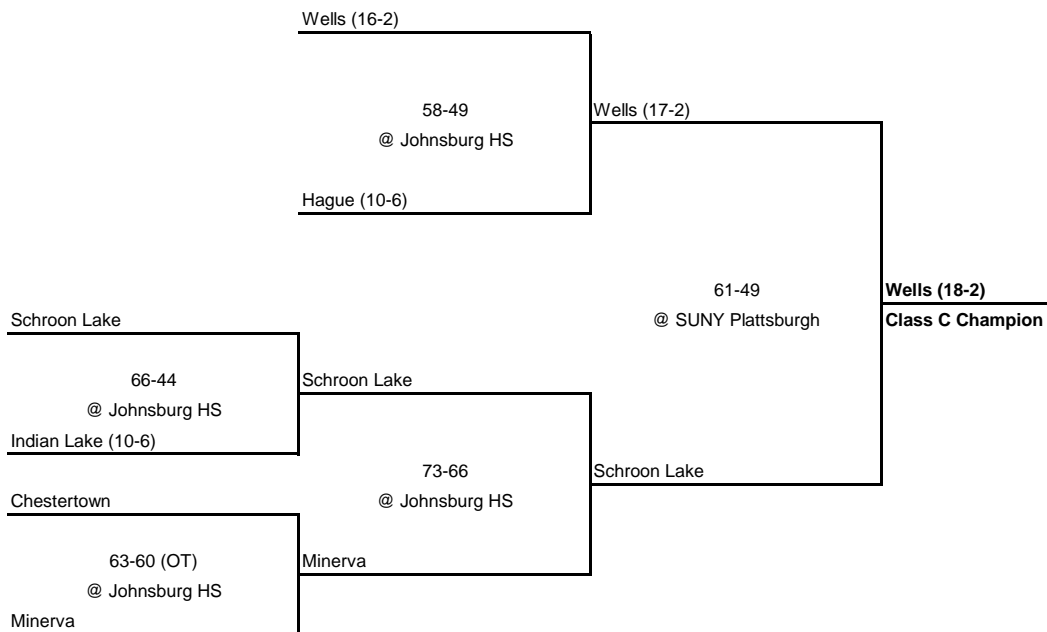 Wells (16-2)
58-49
@ Johnsburg HS
Wells (17-2)
Hague (10-6)
61-49
@ SUNY Plattsburgh
Wells (18-2)
Class C Champion
Schroon Lake
66-44
@ Johnsburg HS
Schroon Lake
Indian Lake (10-6)
73-66
@ Johnsburg HS
Schroon Lake
Chestertown
63-60 (OT)
@ Johnsburg HS
Minerva
Minerva